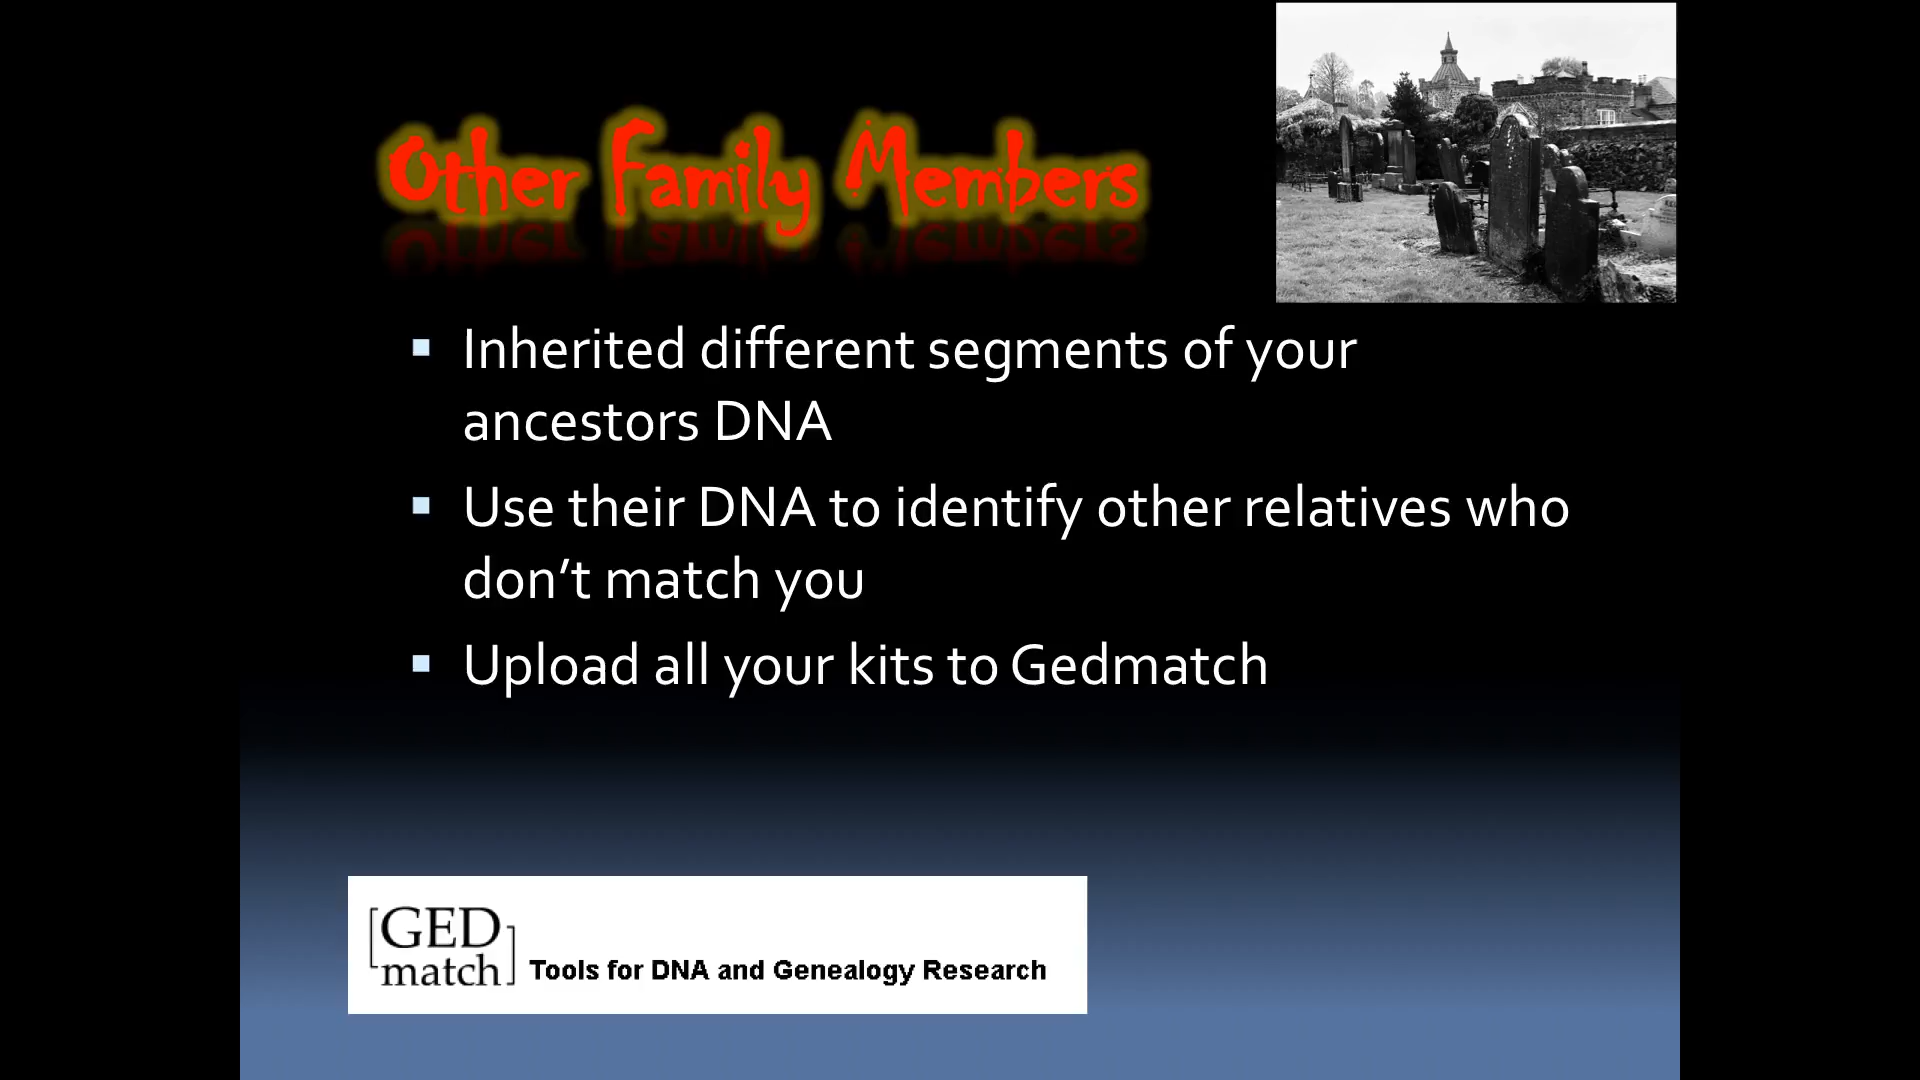 Other Family Members
Inherited different segments of your
ancestors DNA
Use their DNA to identify other relatives who
don’t match you
Upload all your kits to Gedmatch
[GED
match] Tools for DNA and Genealogy Research